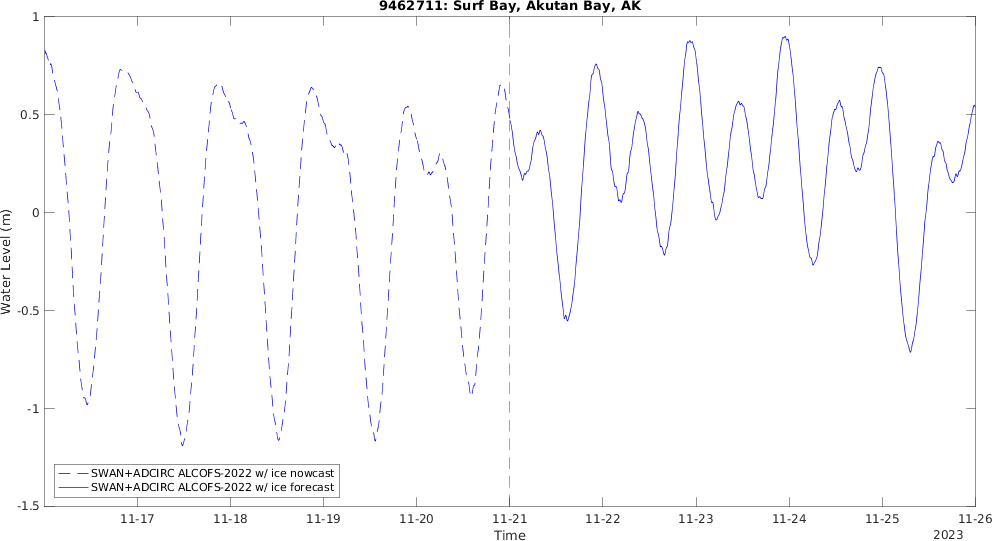 9462711: Surf Bay, Akutan Bay, AK
1
0.5
0
-0.5
-1
-1.5
Water Level (m)
SWAN+ADCIRC ALCOFS-2022 w/ ice nowcast
SWAN+ADCIRC ALCOFS-2022 w/ ice forecast
11-17 11-18 11-19 11-20 11-21 11-22 11-23 11-24 11-25 11-26
Time
2023